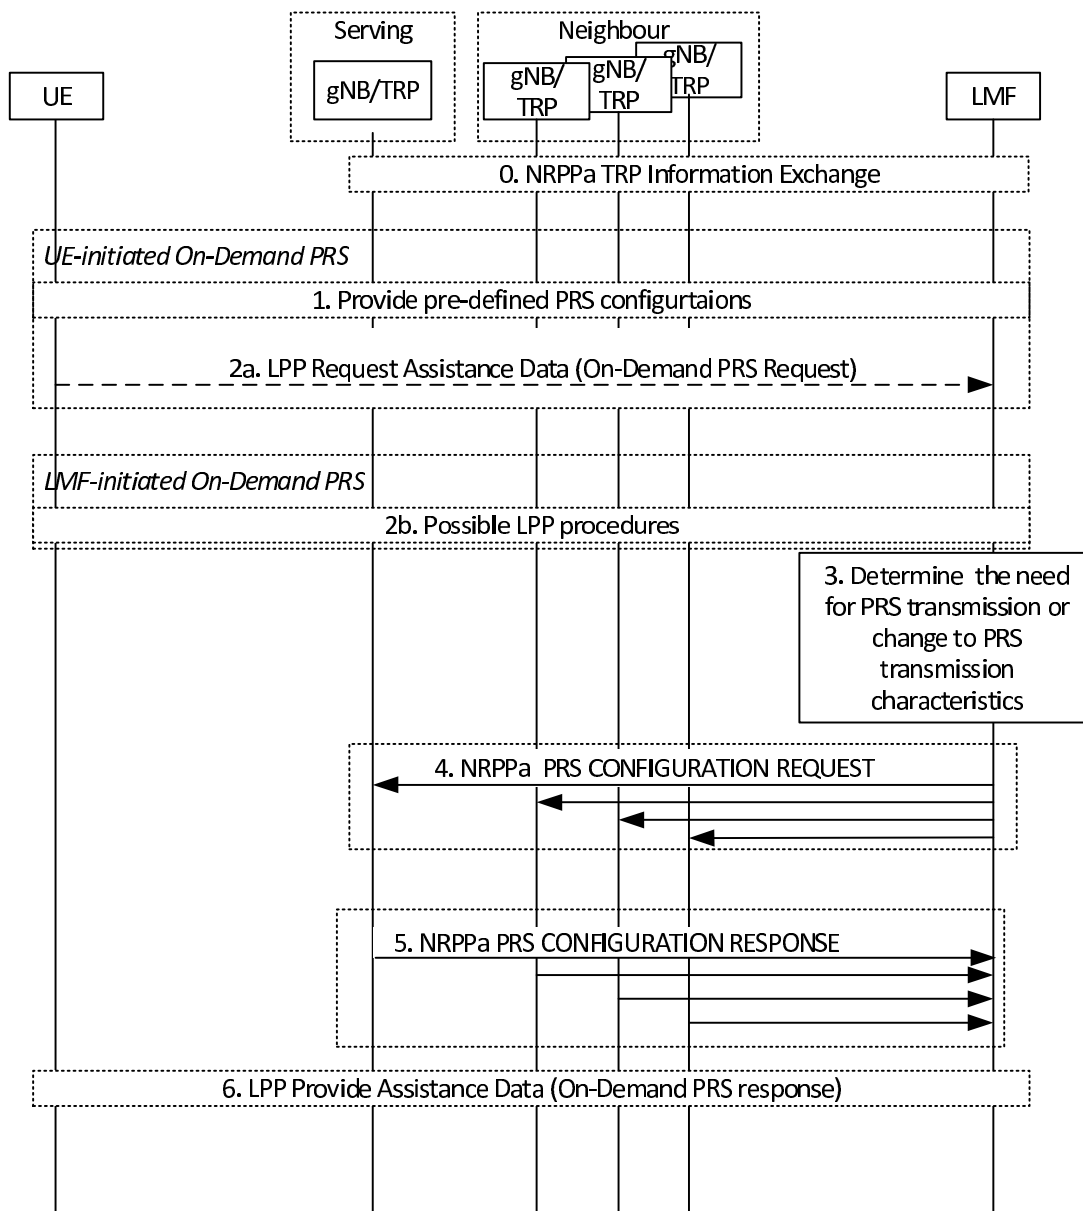 Serving
Neighbour
UE
gNB/TRP
gNB/
TRP
gNB/
TRP
gNB/
TRP
LMF
0. NRPPa TRP Information Exchange
UE-initiated On-Demand PRS
1. Provide pre-defined PRS configurtaions
2a. LPP Request Assistance Data (On-Demand PRS Request)
LMF-initiated On-Demand PRS
2b. Possible LPP procedures
3. Determine the need
for PRS transmission or
change to PRS
transmission
characteristics
4. NRPPa PRS CONFIGURATION REQUEST
5. NRPPa PRS CONFIGURATION RESPONSE
6. LPP Provide Assistance Data (On-Demand PRS response)